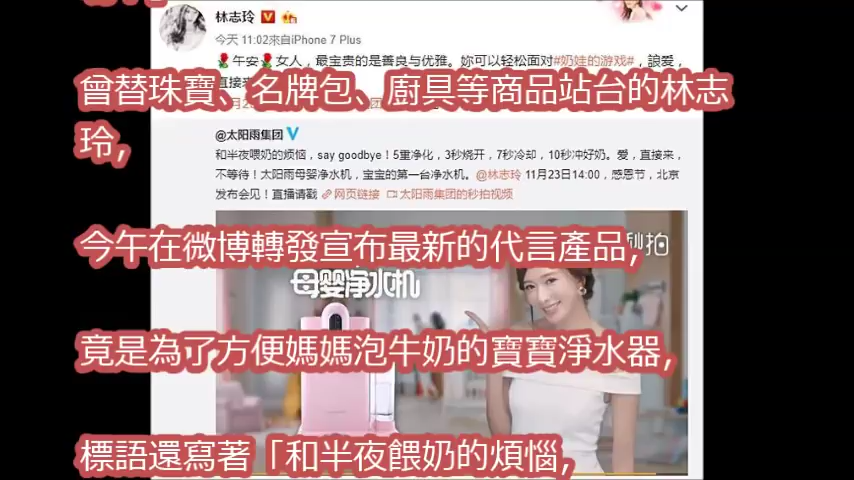 林志玲
今天 11:02来自iPhone 7 Plus
🌹午安🌹女人，最宝贵的是善良与优雅。妳可以轻松面对#奶娃的游戏#，誏爱，
直接来
曾替珠寶、名牌包、廚具等商品站台的林志
玲，
@太阳雨集团
和半夜喂奶的烦恼，say goodbye！5重净化，3秒烧开，7秒冷却，10秒冲好奶。爱，直接来，
不等待！太阳雨母婴净水机，宝宝的第一台净水机。@林志玲 11月23日14:00，感恩节，北京
发布会见！直播请戳 网页链接 太阳雨集团的秒拍视频
今午在微博轉發宣布最新的代言產品，
秒拍
母婴净水机
竟是為了方便媽媽泡牛奶的寶寶淨水器，
標語還寫著「和半夜餵奶的煩惱，